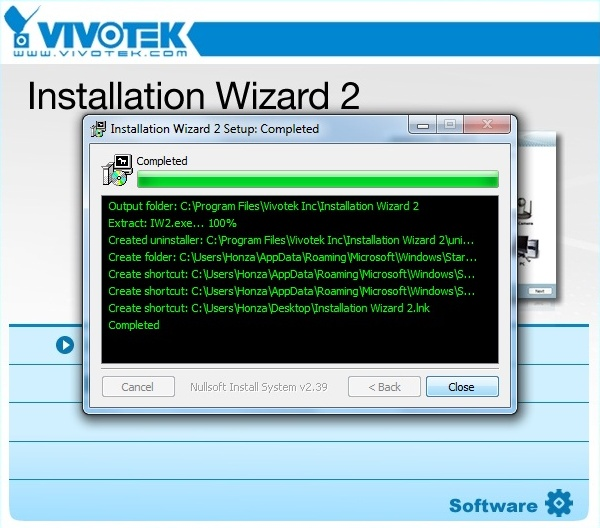 VIVOTEK
WWW.VIVOTEK.COM
Installation Wizard 2
Installation Wizard 2 Setup: Completed
Completed
Output folder: C:\Program Files\Vivotek Inc\Installation Wizard 2
Extract: IW2.exe... 100%
Created uninstaller: C:\Program Files\Vivotek Inc\Installation Wizard 2\uni...
Create folder: C:\Users\Honza\AppData\Roaming\Microsoft\Windows\Star...
Create shortcut: C:\Users\Honza\AppData\Roaming\Microsoft\Windows\S...
Create shortcut: C:\Users\Honza\AppData\Roaming\Microsoft\Windows\S...
Create shortcut: C:\Users\Honza\Desktop\Installation Wizard 2.lnk
Completed
Cancel
Nullsoft Install System v2.39
< Back
Close
PC
Next
Software